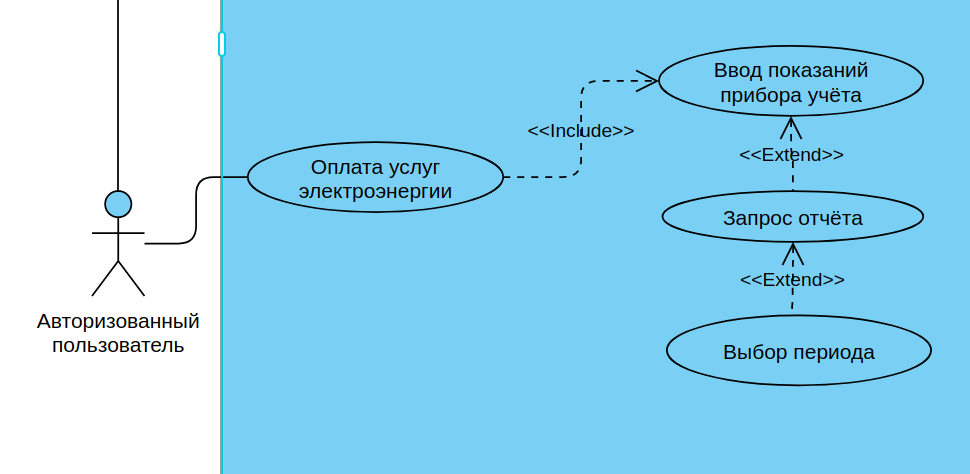 Ввод показаний
прибора учёта
<<Include>>
<<Extend>>
Оплата услуг
электроэнергии
Запрос отчёта
<<Extend>>
Авторизованный
пользователь
Выбор периода